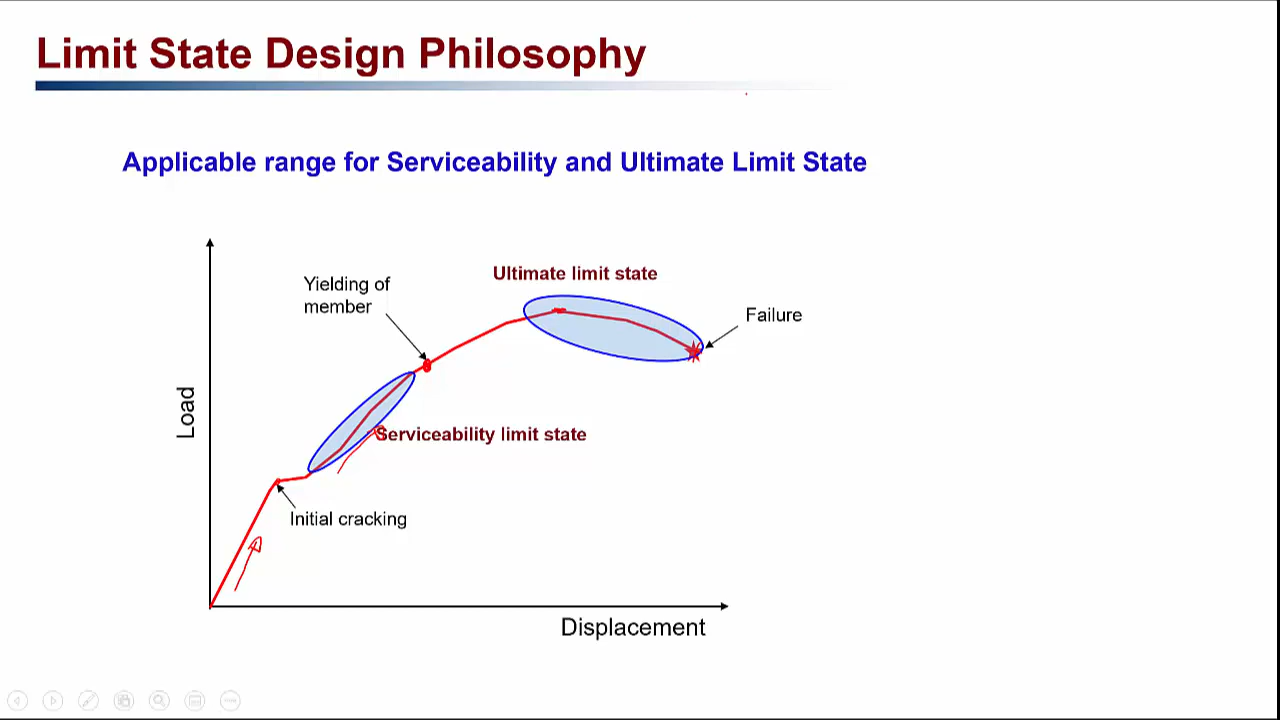 Limit State Design Philosophy
Applicable range for Serviceability and Ultimate Limit State
Ultimate limit state
Yielding of
member
Failure
Load
Serviceability limit state
Initial cracking
Displacement